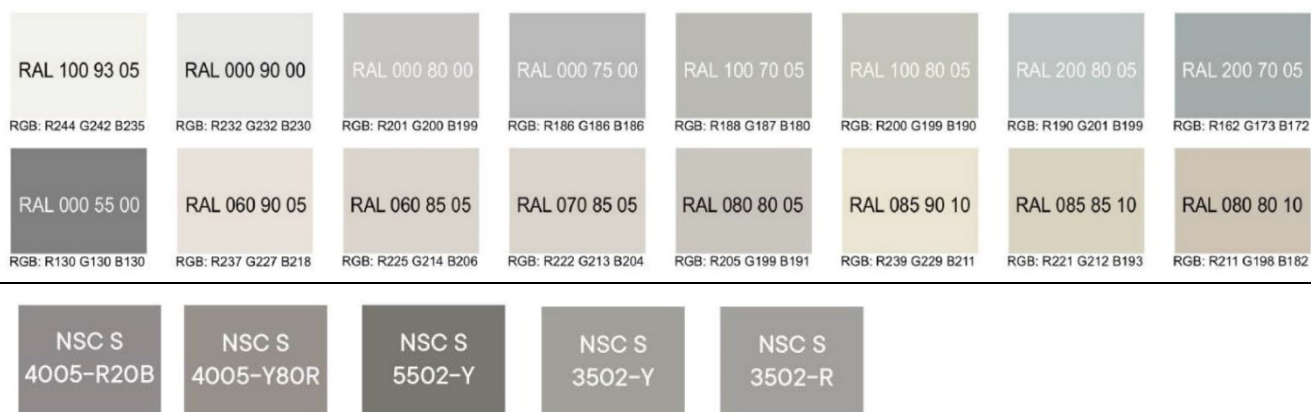 RAL 100 93 05
RAL 000 90 00
RAL 000 80 00
RAL 000 75 00
RAL 100 70 05
RAL 100 80 05
RAL 200 80 05
RAL 200 70 05
RGB: R244 G242 B235
RGB: R232 G232 B230
RGB: R201 G200 B199
RGB: R186 G186 B186
RGB: R188 G187 B180
RGB: R200 G199 B190
RGB: R190 G201 B199
RGB: R162 G173 B172
RAL 000 55 00
RAL 060 90 05
RAL 060 85 05
RAL 070 85 05
RAL 080 80 05
RAL 085 90 10
RAL 085 85 10
RAL 080 80 10
RGB: R130 G130 B130
RGB: R237 G227 B218
RGB: R225 G214 B206
RGB: R222 G213 B204
RGB: R205 G199 B191
RGB: R239 G229 B211
RGB: R221 G212 B193
RGB: R211 G198 B182
NSC S
4005-R20B
NSC S
4005-Y80R
NSC S
5502-Y
NSC S
3502-Y
NSC S
3502-R